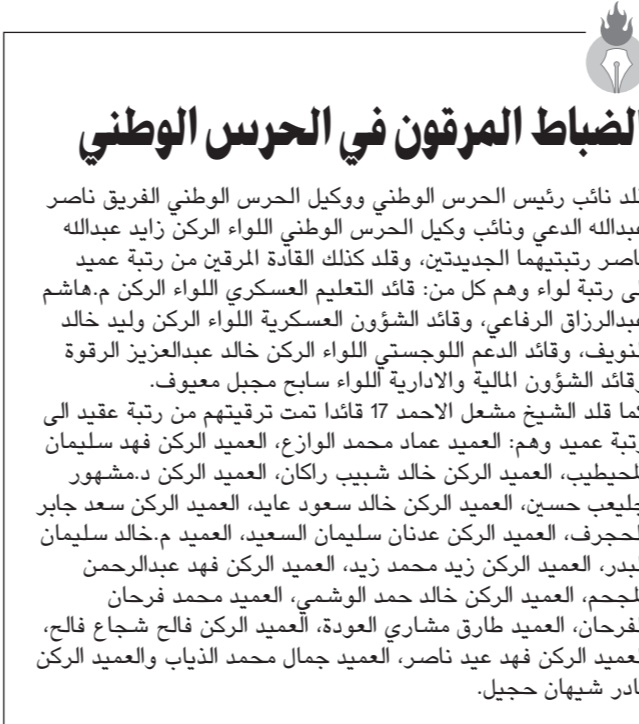 الضباط المرقون في الحرس الوطني
قلد نائب رئيس الحرس الوطني ووكيل الحرس الوطني الفريق ناصر
عبدالله الدعي ونائب وكيل الحرس الوطني اللواء الركن زايد عبدالله
ناصر رتبتيهما الجديدتين، وقلد كذلك القادة المرقين من رتبة عميد
الى رتبة لواء وهم كل من: قائد التعليم العسكري اللواء الركن م.هاشم
عبدالرزاق الرفاعي، وقائد الشؤون العسكرية اللواء الركن وليد خالد
لنويف، وقائد الدعم اللوجستي اللواء الركن خالد عبدالعزيز الرقوة
وقائد الشؤون المالية والادارية اللواء سابح مجبل معيوف.
كما قلد الشيخ مشعل الاحمد 17 قائدا تمت ترقيتهم من رتبة عقيد الى
رتبة عميد وهم: العميد عماد محمد الوازع، العميد الركن فهد سليمان
لحيطيب، العميد الركن خالد شبيب راكان، العميد الركن د.مشهور
جليعب حسين، العميد الركن خالد سعود عايد، العميد الركن سعد جابر
لحجرف، العميد الركن عدنان سليمان السعيد، العميد م.خالد سليمان
لبدر، العميد الركن زيد محمد زيد، العميد الركن فهد عبدالرحمن
لجحم، العميد الركن خالد حمد الوشمي، العميد محمد فرحان
لفرحان، العميد طارق مشاري العودة، العميد الركن فالح شجاع فالح،
لعميد الركن فهد عيد ناصر، العميد جمال محمد الذياب والعميد الركن
نادر شيهان حجيل.